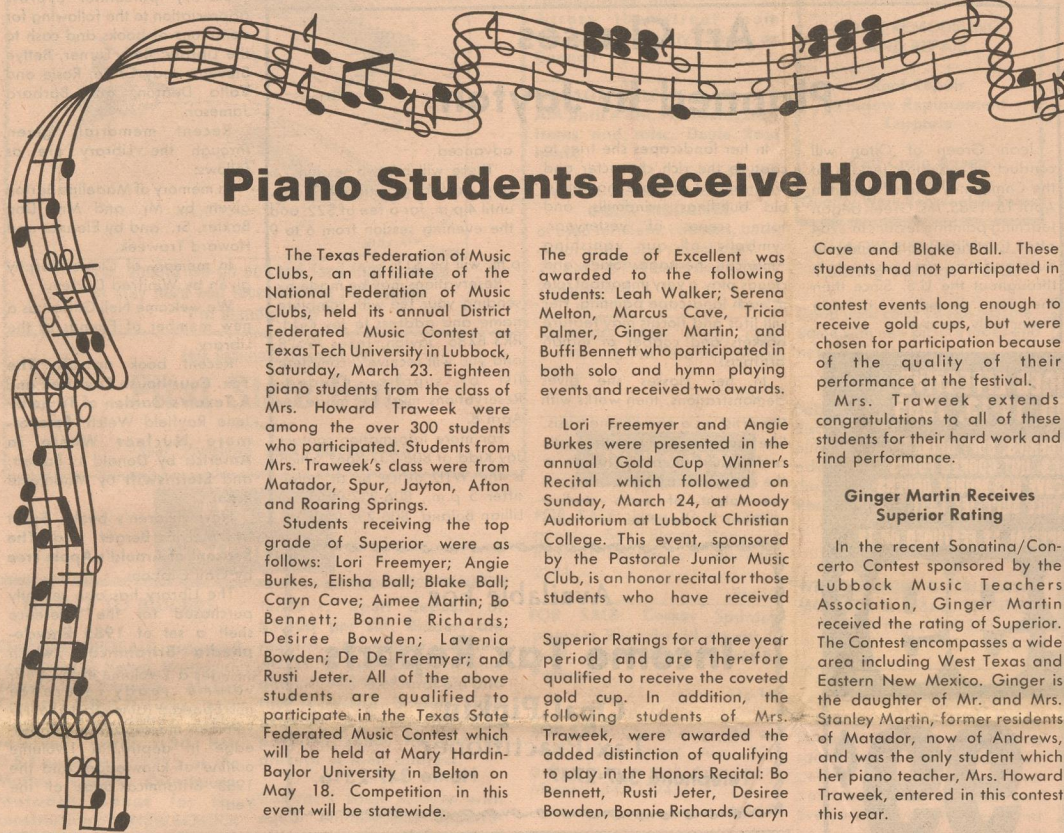 Piano Students Receive Honors
The Texas Federation of Music
Clubs, an affiliate of the
National Federation of Music
Clubs, held its annual District
Federated Music Contest at
Texas Tech University in Lubbock,
Saturday, March 23. Eighteen
piano students from the class of
Mrs. Howard Traweek were
among the over 300 students
who participated. Students from
Mrs. Traweek's class were from
Matador, Spur, Jayton, Afton
and Roaring Springs.
Students receiving the top
grade of Superior were as
follows: Lori Freemyer; Angie
Burkes, Elisha Ball; Blake Ball;
Caryn Cave; Aimee Martin; Bo
Bennett; Bonnie Richards;
Desiree Bowden; Lavenia
Bowden; De De Freemyer; and
Rusti Jeter. All of the above
students are qualified to
participate in the Texas State
Federated Music Contest which
will be held at Mary Hardin-
Baylor University in Belton on
May 18. Competition in this
event will be statewide.
The grade of Excellent was
awarded to the following
students: Leah Walker; Serena
Melton, Marcus Cave, Tricia
Palmer, Ginger Martin; and
Buffi Bennett who participated in
both solo and hymn playing
events and received two awards.
Lori Freemyer and Angie
Burkes were presented in the
annual Gold Cup Winner's
Recital which followed on
Sunday, March 24, at Moody
Auditorium at Lubbock Christian
College. This event, sponsored
by the Pastorale Junior Music
Club, is an honor recital for those
students who have received
Superior Ratings for a three year
period and are therefore
qualified to receive the coveted
gold cup. In addition, the
following students of Mrs.
Traweek, were awarded the
added distinction of qualifying
to play in the Honors Recital: Bo
Bennett, Rusti Jeter, Desiree
Bowden, Bonnie Richards, Caryn
Cave and Blake Ball. These
students had not participated in
contest events long enough to
receive gold cups, but were
chosen for participation because
of the quality of their
performance at the festival.
Mrs. Traweek extends
congratulations to all of these
students for their hard work and
find performance.
Ginger Martin Receives
Superior Rating
In the recent Sonatina/Con-
certo Contest sponsored by the
Lubbock Music Teachers
Association, Ginger Martin
received the rating of Superior.
The Contest encompasses a wide
area including West Texas and
Eastern New Mexico. Ginger is
the daughter of Mr. and Mrs.
Stanley Martin, former residents
of Matador, now of Andrews,
and was the only student which
her piano teacher, Mrs. Howard
Traweek, entered in this contest
this year.